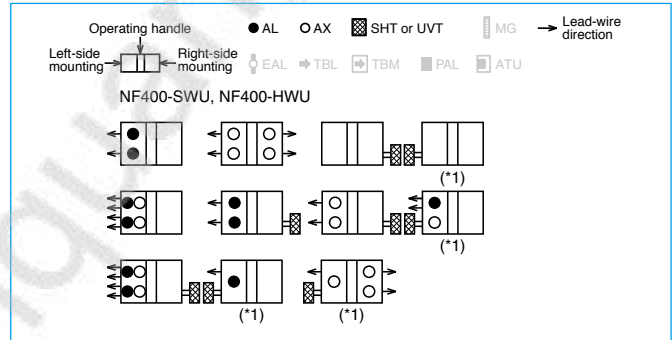 Operating handle
Left-side mounting
Right-side mounting
AL
AX
SHT or UVT
MG
Lead-wire direction
EAL
TBL
TBM
PAL
ATU
NF400-SWU, NF400-HWU
(*1)
(*1)
(*1)
(*1)